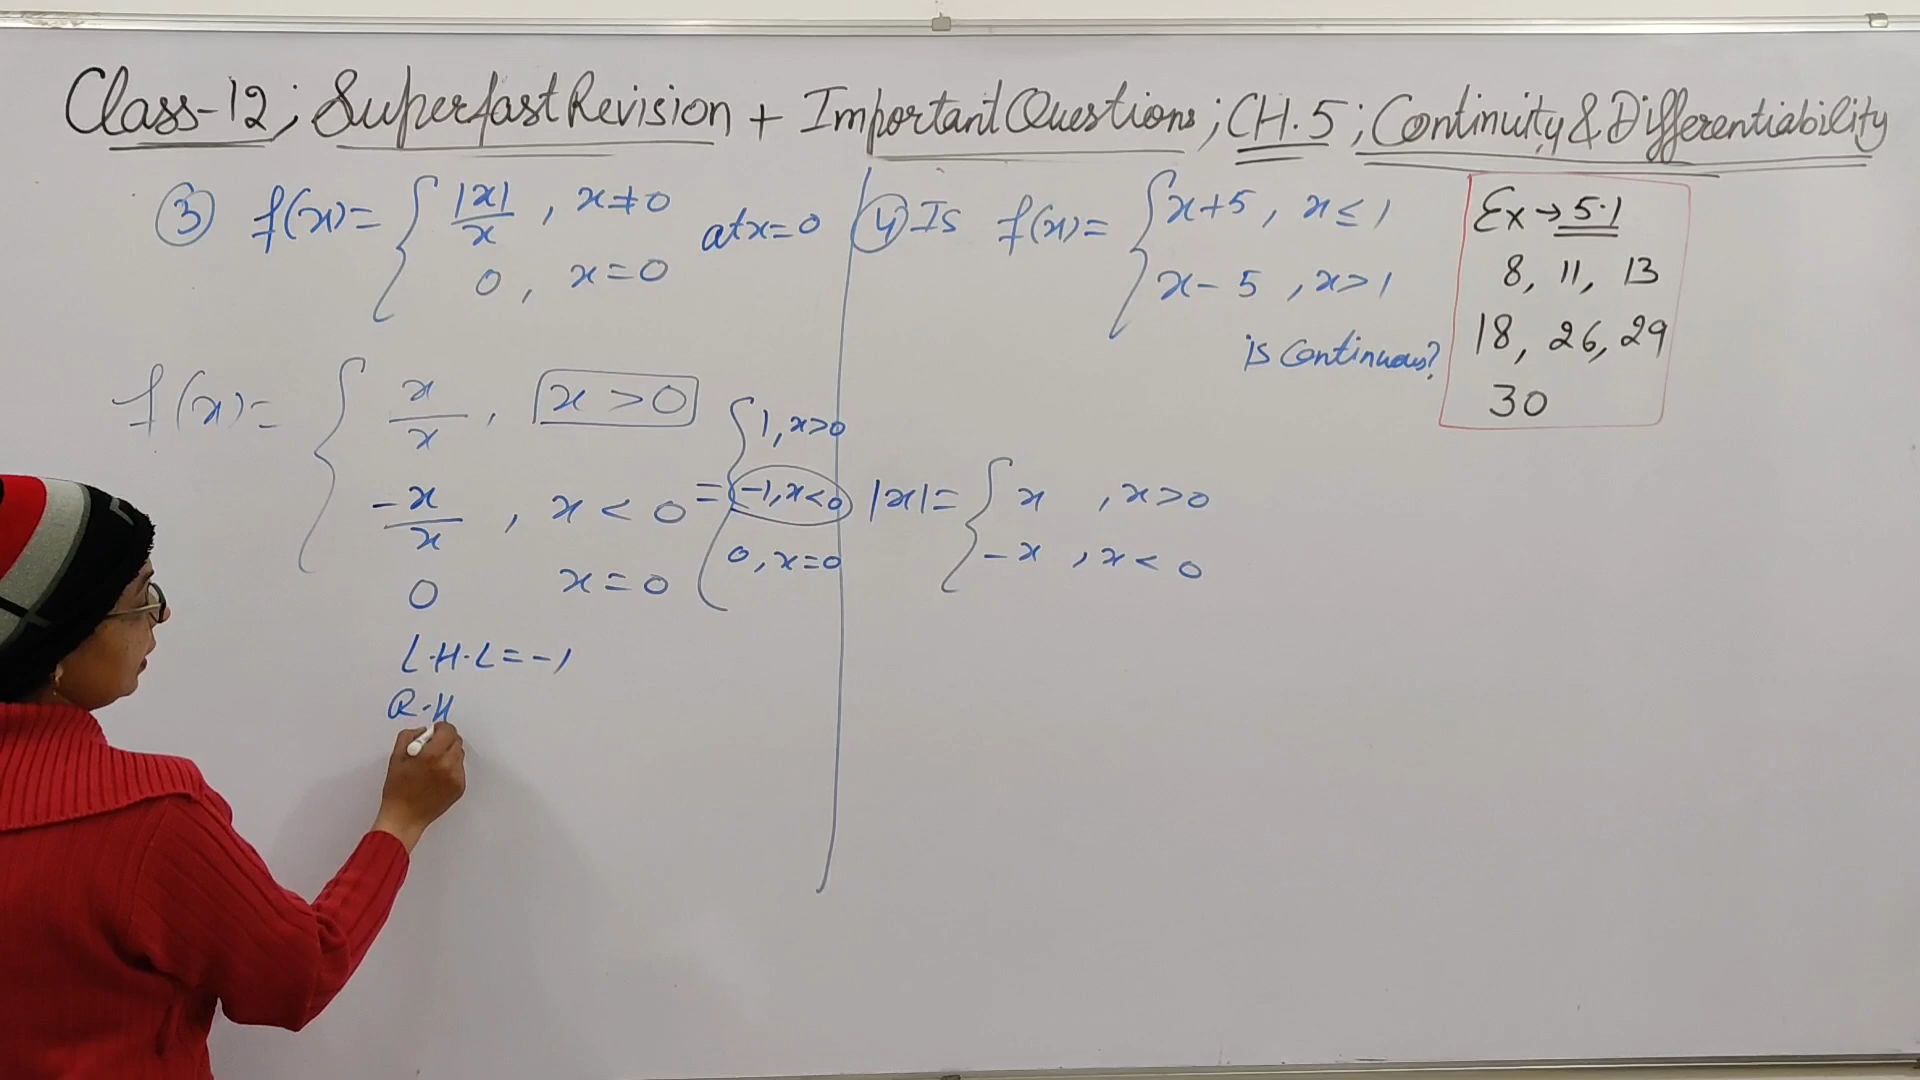 Class-12; Superfast Revision + Important Questions; CH.5; Continuity & Differentiability
③ f(x)= { |x|/x , x≠0
0 , x=0
at x=0
f(x)= { x/x , x>0
-x/x , x<0
0 x=0
= { 1, x>0
-1, x<0
0, x=0
L.H.L=-1
R.H
④ Is f(x)= { x+5 , x≤1
x-5 , x>1
is Continuous?
|x|= { x , x>0
-x , x<0
Ex→5.1
8, 11, 13
18, 26, 29
30